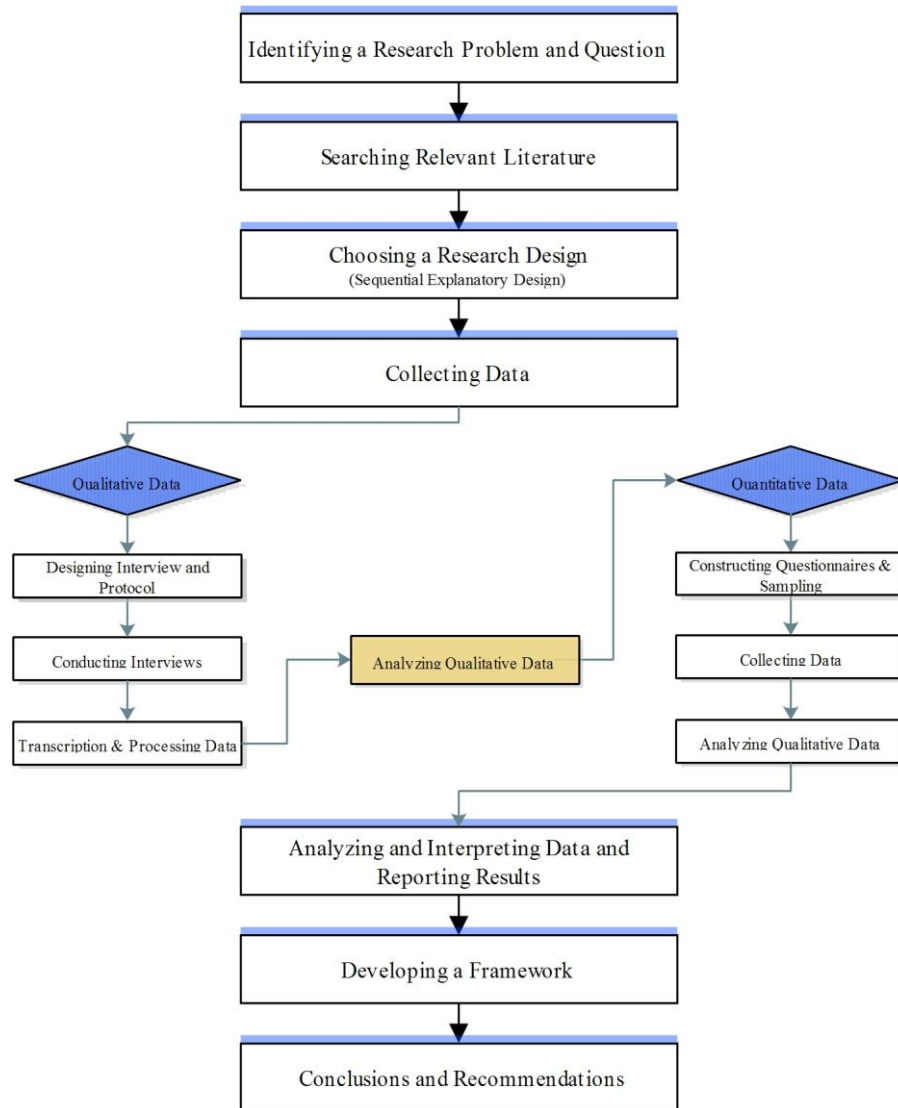 Identifying a Research Problem and Question
Searching Relevant Literature
Choosing a Research Design
(Sequential Explanatory Design)
Collecting Data
Qualitative Data
Designing Interview and
Protocol
Conducting Interviews
Transcription & Processing Data
Analyzing Qualitative Data
Quantitative Data
Constructing Questionnaires &
Sampling
Collecting Data
Analyzing Qualitative Data
Analyzing and Interpreting Data and
Reporting Results
Developing a Framework
Conclusions and Recommendations